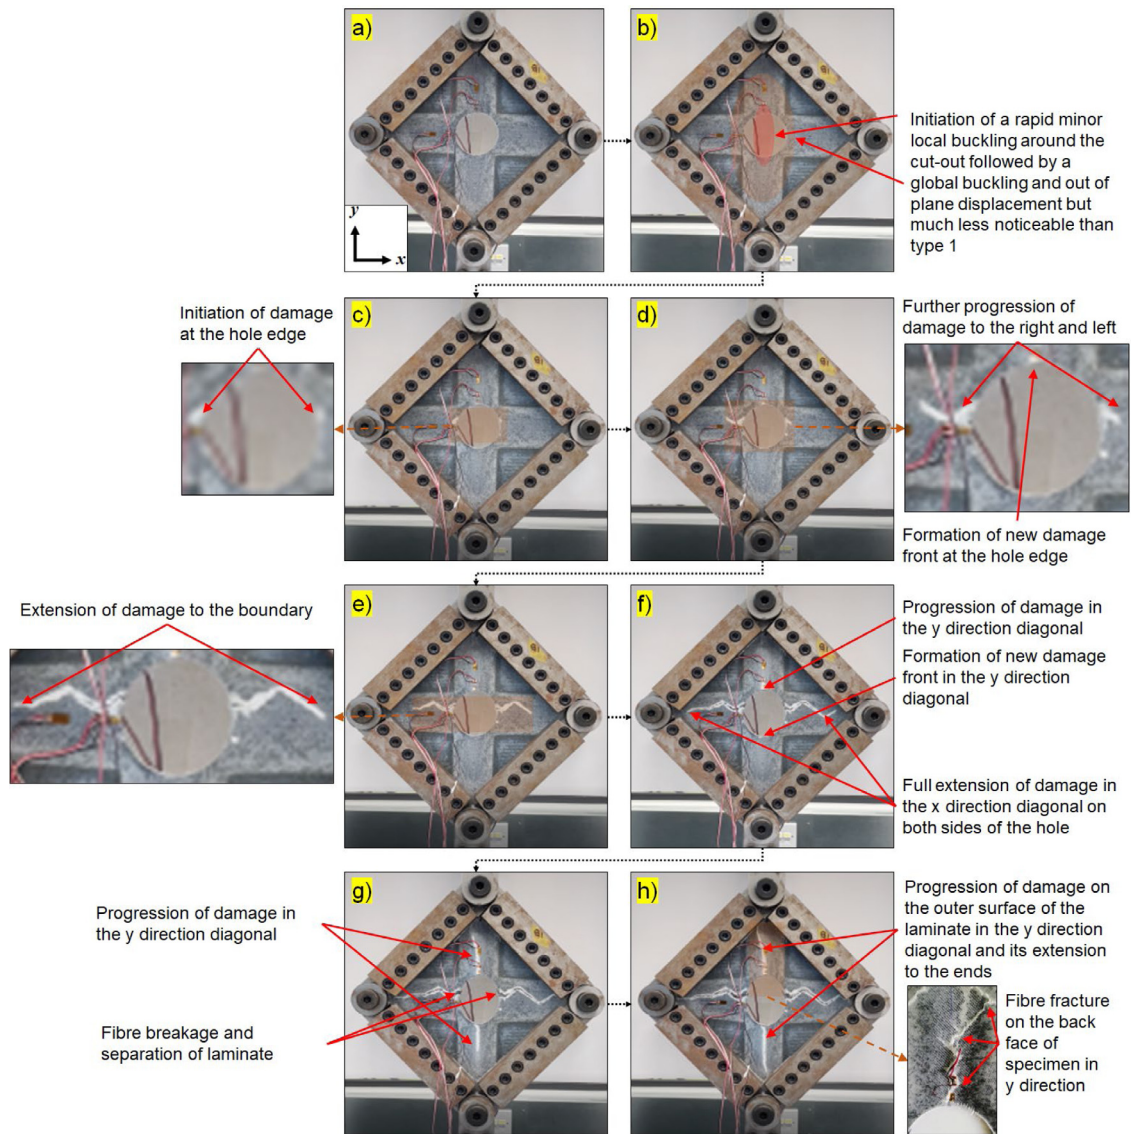 a)
b)
Initiation of a rapid minor
local buckling around the
cut-out followed by a
global buckling and out of
plane displacement but
much less noticeable than
type 1
y
x
Initiation of damage
at the hole edge
c)
d)
Further progression of
damage to the right and left
Formation of new damage
front at the hole edge
Extension of damage to the boundary
e)
f)
Progression of damage in
the y direction diagonal
Formation of new damage
front in the y direction
diagonal
Full extension of damage in
the x direction diagonal on
both sides of the hole
g)
h)
Progression of damage in
the y direction diagonal
Fibre breakage and
separation of laminate
Progression of damage on
the outer surface of the
laminate in the y direction
diagonal and its extension
to the ends
Fibre fracture
on the back
face of
specimen in
y direction